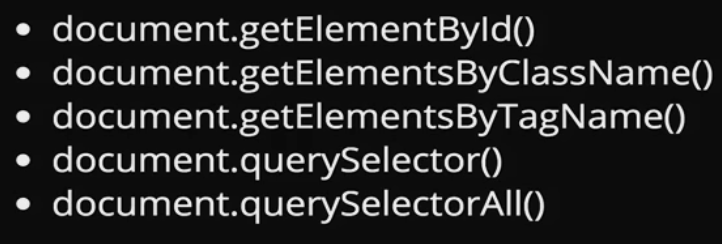 • document.getElementById()
• document.getElementsByClassName()
• document.getElementsByTagName()
• document.querySelector()
• document.querySelectorAll()